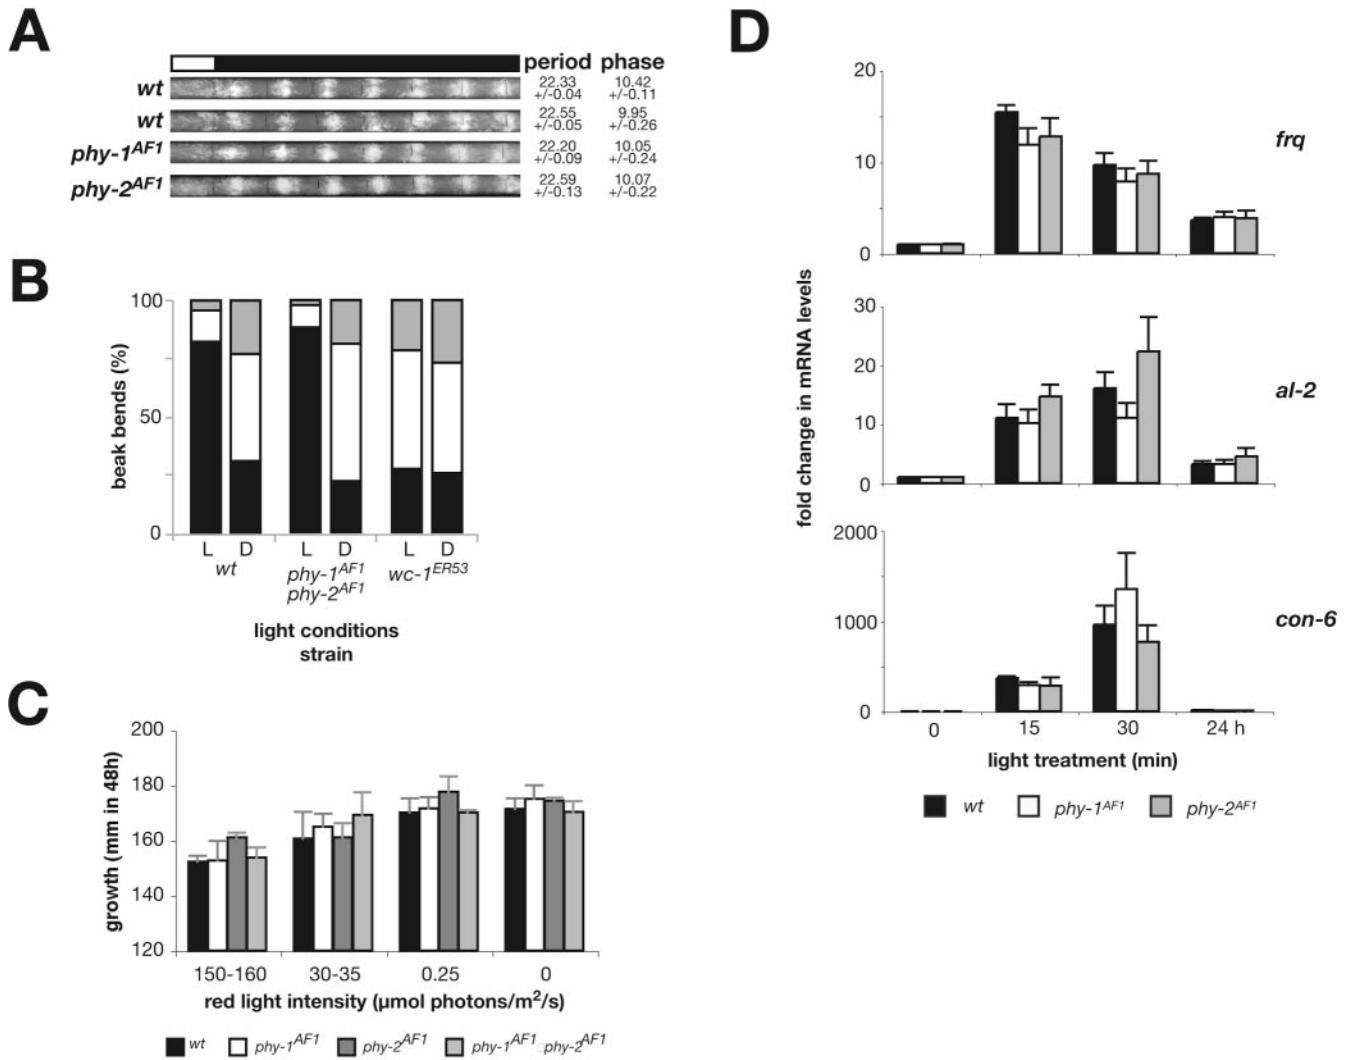 A
period phase
wt 22.33 10.42
+/-0.04 +/-0.11
wt 22.55 9.95
+/-0.05 +/-0.26
phy-1AF1 22.20 10.05
+/-0.09 +/-0.24
phy-2AF1 22.59 10.07
+/-0.13 +/-0.22
B
100
50
0
beak bends (%)
L D L D L D
wt phy-1AF1 wc-1ER53
phy-2AF1
light conditions
strain
C
200
180
160
140
120
growth (mm in 48h)
150-160 30-35 0.25 0
red light intensity (μmol photons/m2/s)
wt phy-1AF1 phy-2AF1 phy-1AF1 phy-2AF1
D
fold change in mRNA levels
20
10
0
frq
30
20
10
0
al-2
2000
1000
0
con-6
0 15 30 24 h
light treatment (min)
wt phy-1AF1 phy-2AF1